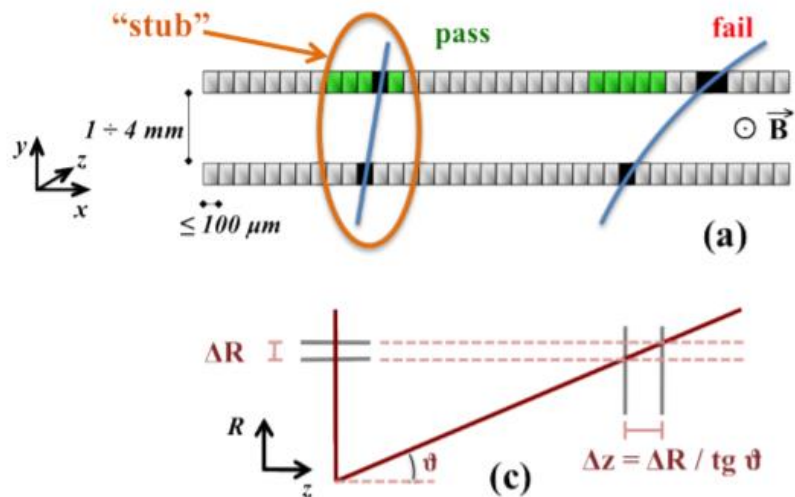 “stub”
pass
fail
1 ÷ 4 mm
⊙ B⃗
y
z
x
≤ 100 μm
(a)
ΔR
R
z
ϑ
(c)
Δz = ΔR / tg ϑ